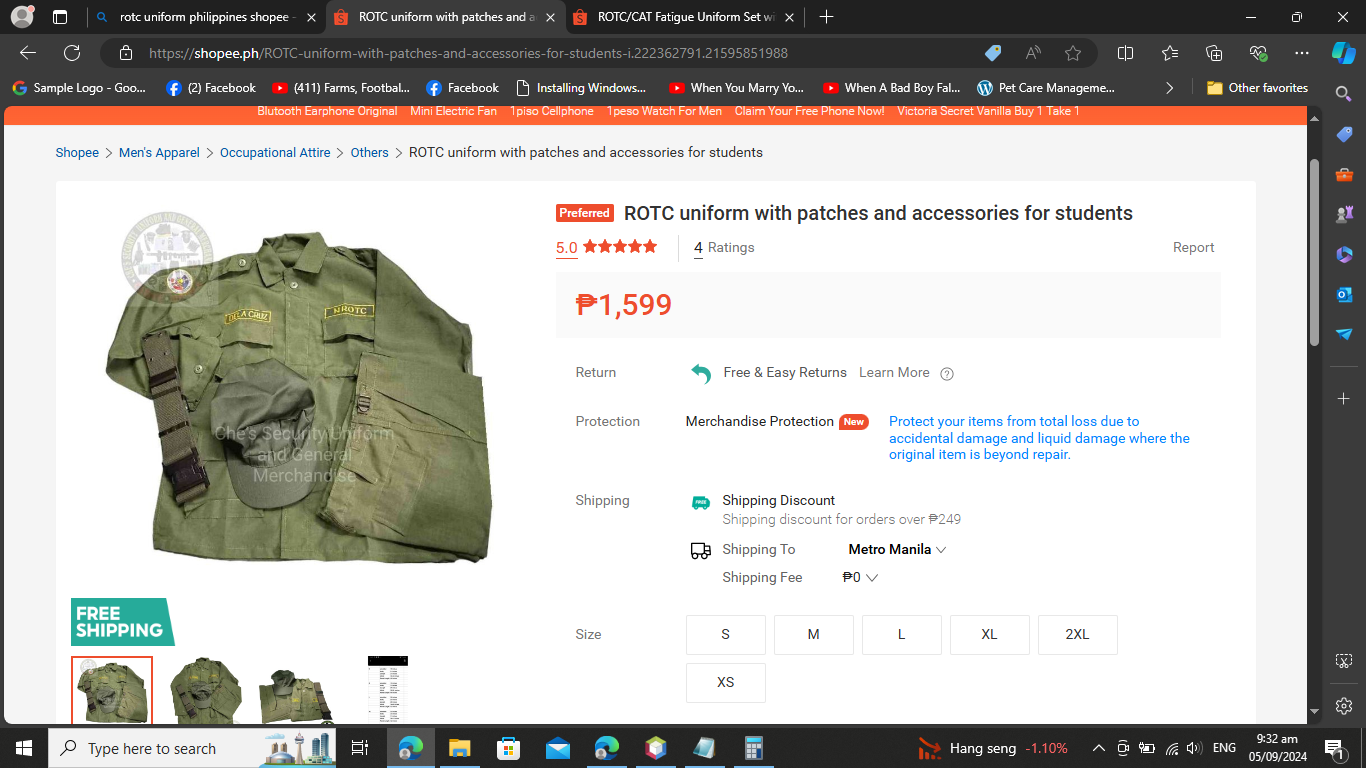 rotc uniform philippines shopee -
ROTC uniform with patches and a
ROTC/CAT Fatigue Uniform Set wi
https://shopee.ph/ROTC-uniform-with-patches-and-accessories-for-students-i.222362791.21595851988
Sample Logo - Goo...
(2) Facebook
(411) Farms, Footbal...
Facebook
Installing Windows...
When You Marry Yo...
When A Bad Boy Fal...
Pet Care Manageme...
Other favorites
Blutooth Earphone Original
Mini Electric Fan
1piso Cellphone
1peso Watch For Men
Claim Your Free Phone Now!
Victoria Secret Vanilla Buy 1 Take 1
Shopee > Men's Apparel > Occupational Attire > Others > ROTC uniform with patches and accessories for students
DELA CRUZ
NROTC
Che's Security Uniform
and General
Merchandise
FREE
SHIPPING
Preferred ROTC uniform with patches and accessories for students
5.0
4 Ratings
Report
₱1,599
Return
Free & Easy Returns Learn More
Protection
Merchandise Protection New
Protect your items from total loss due to
accidental damage and liquid damage where the
original item is beyond repair.
Shipping
FREE
Shipping Discount
Shipping discount for orders over ₱249
Shipping To Metro Manila
Shipping Fee ₱0
Size
S M L XL 2XL
XS
Type here to search
Hang seng -1.10%
ENG
9:32 am
05/09/2024
1